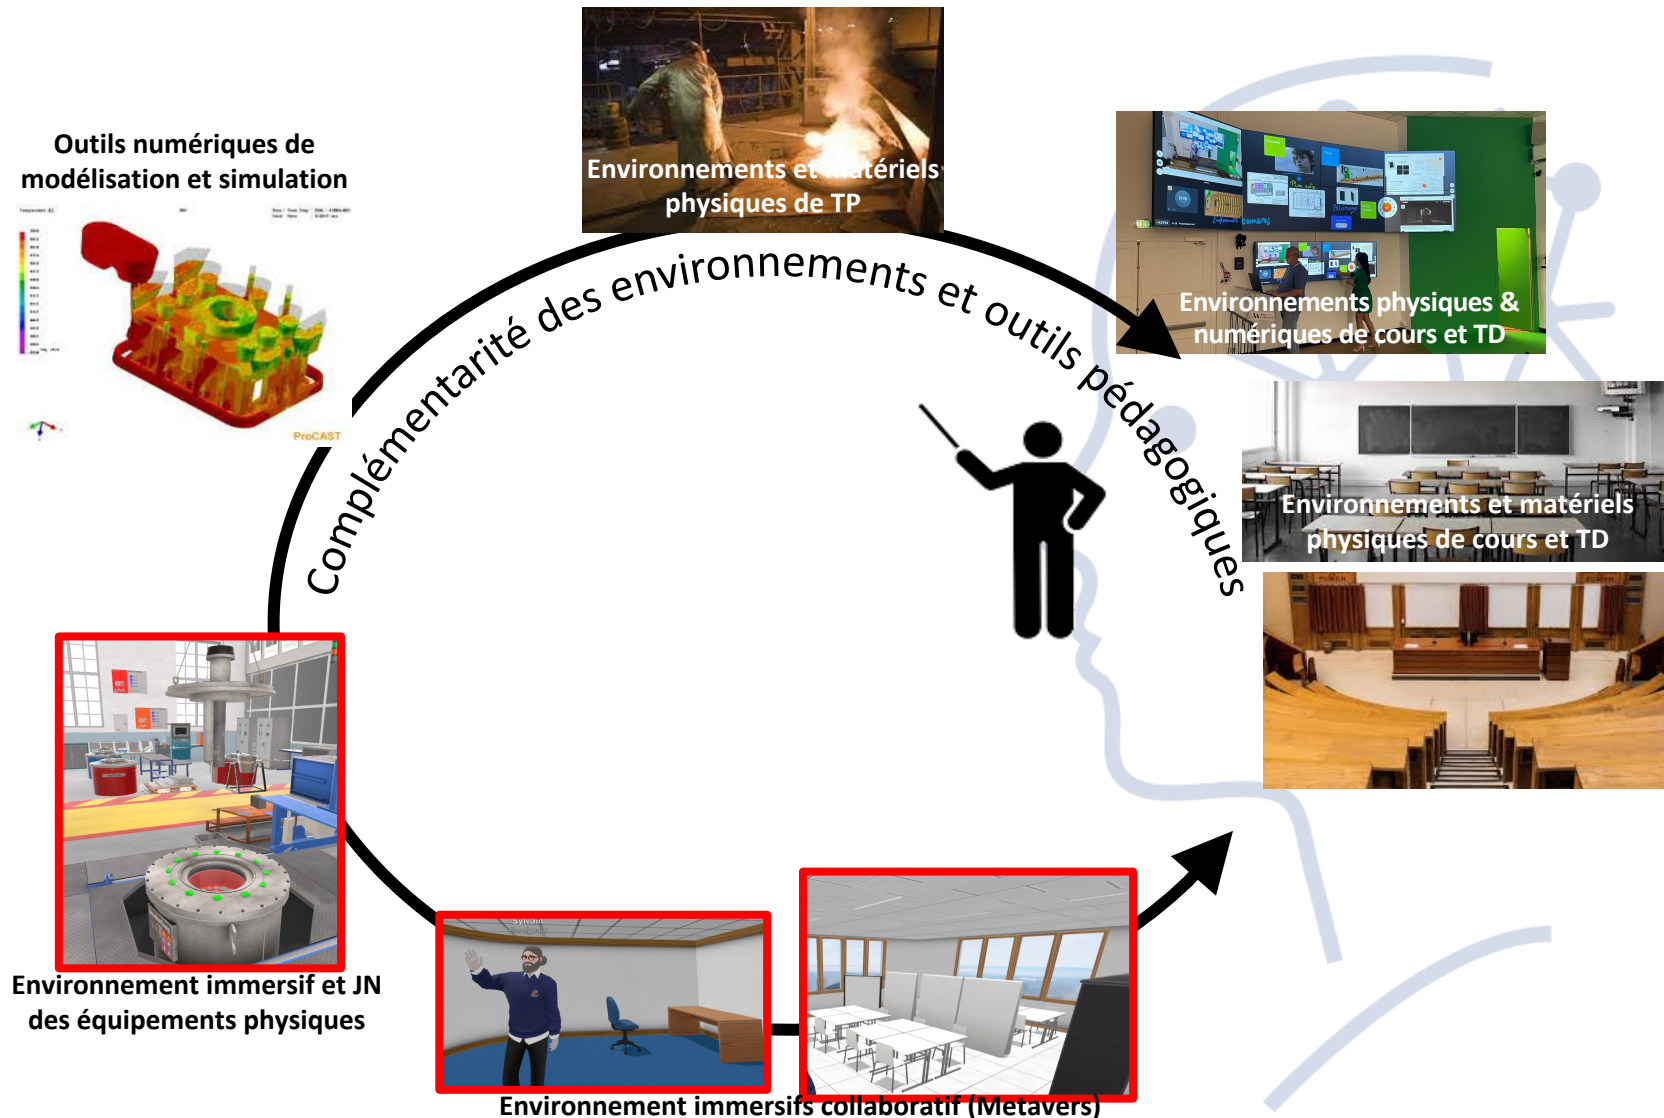 Environnements et matériels
physiques de TP
Outils numériques de
modélisation et simulation
ProCAST
Complémentarité des environnements et outils pédagogiques
Environnements physiques &
numériques de cours et TD
Environnements et matériels
physiques de cours et TD
Environnement immersif et JN
des équipements physiques
Sylvain
Environnement immersifs collaboratif (Metavers)